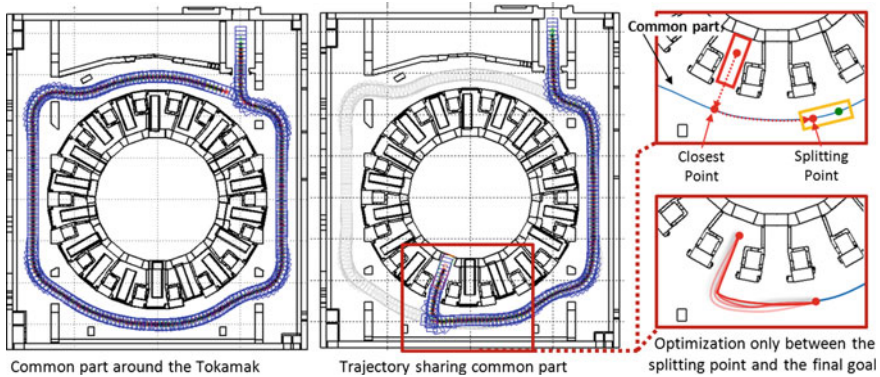 Common part
Closest
Point
Splitting
Point
Common part around the Tokamak
Trajectory sharing common part
Optimization only between the
splitting point and the final goal